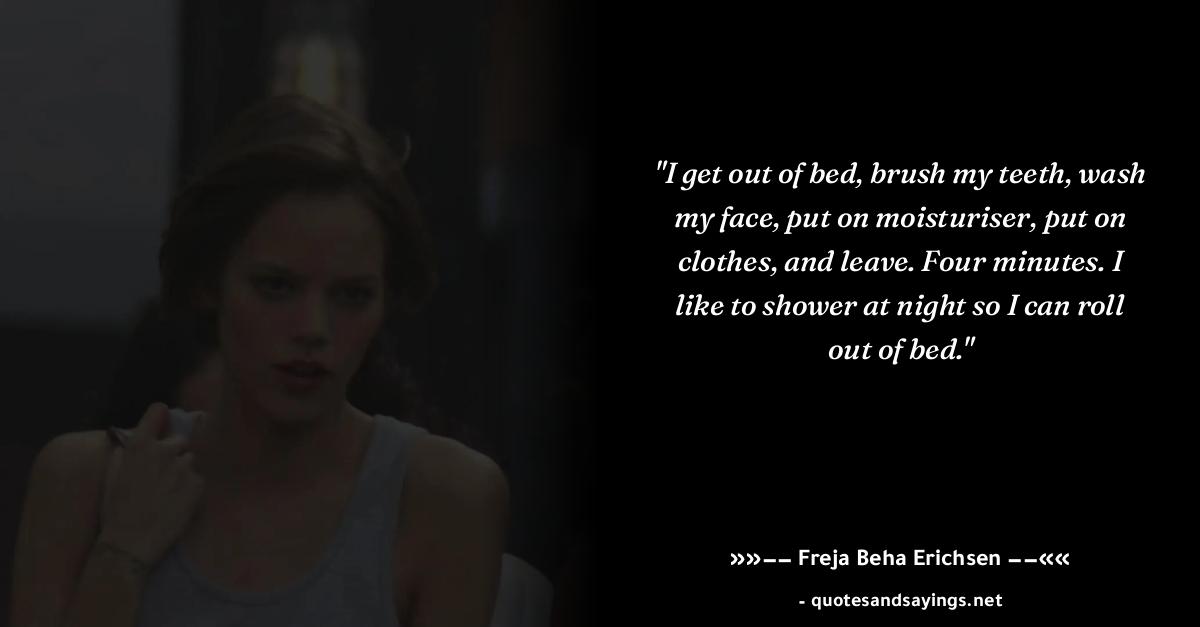 "I get out of bed, brush my teeth, wash
my face, put on moisturiser, put on
clothes, and leave. Four minutes. I
like to shower at night so I can roll
out of bed."
»»−− Freja Beha Erichsen −−««
- quotesandsayings.net